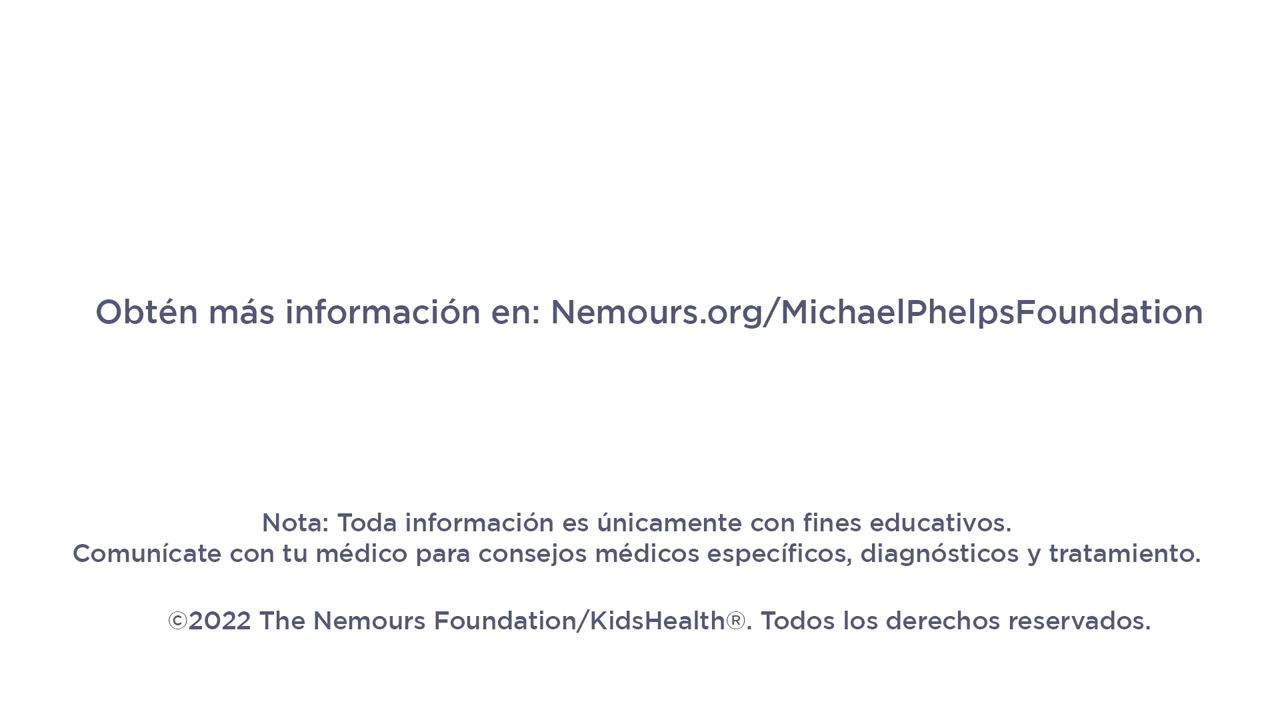 Obtén más información en: Nemours.org/MichaelPhelpsFoundation
Nota: Toda información es únicamente con fines educativos.
Comunícate con tu médico para consejos médicos específicos, diagnósticos y tratamiento.
©2022 The Nemours Foundation/KidsHealth®. Todos los derechos reservados.